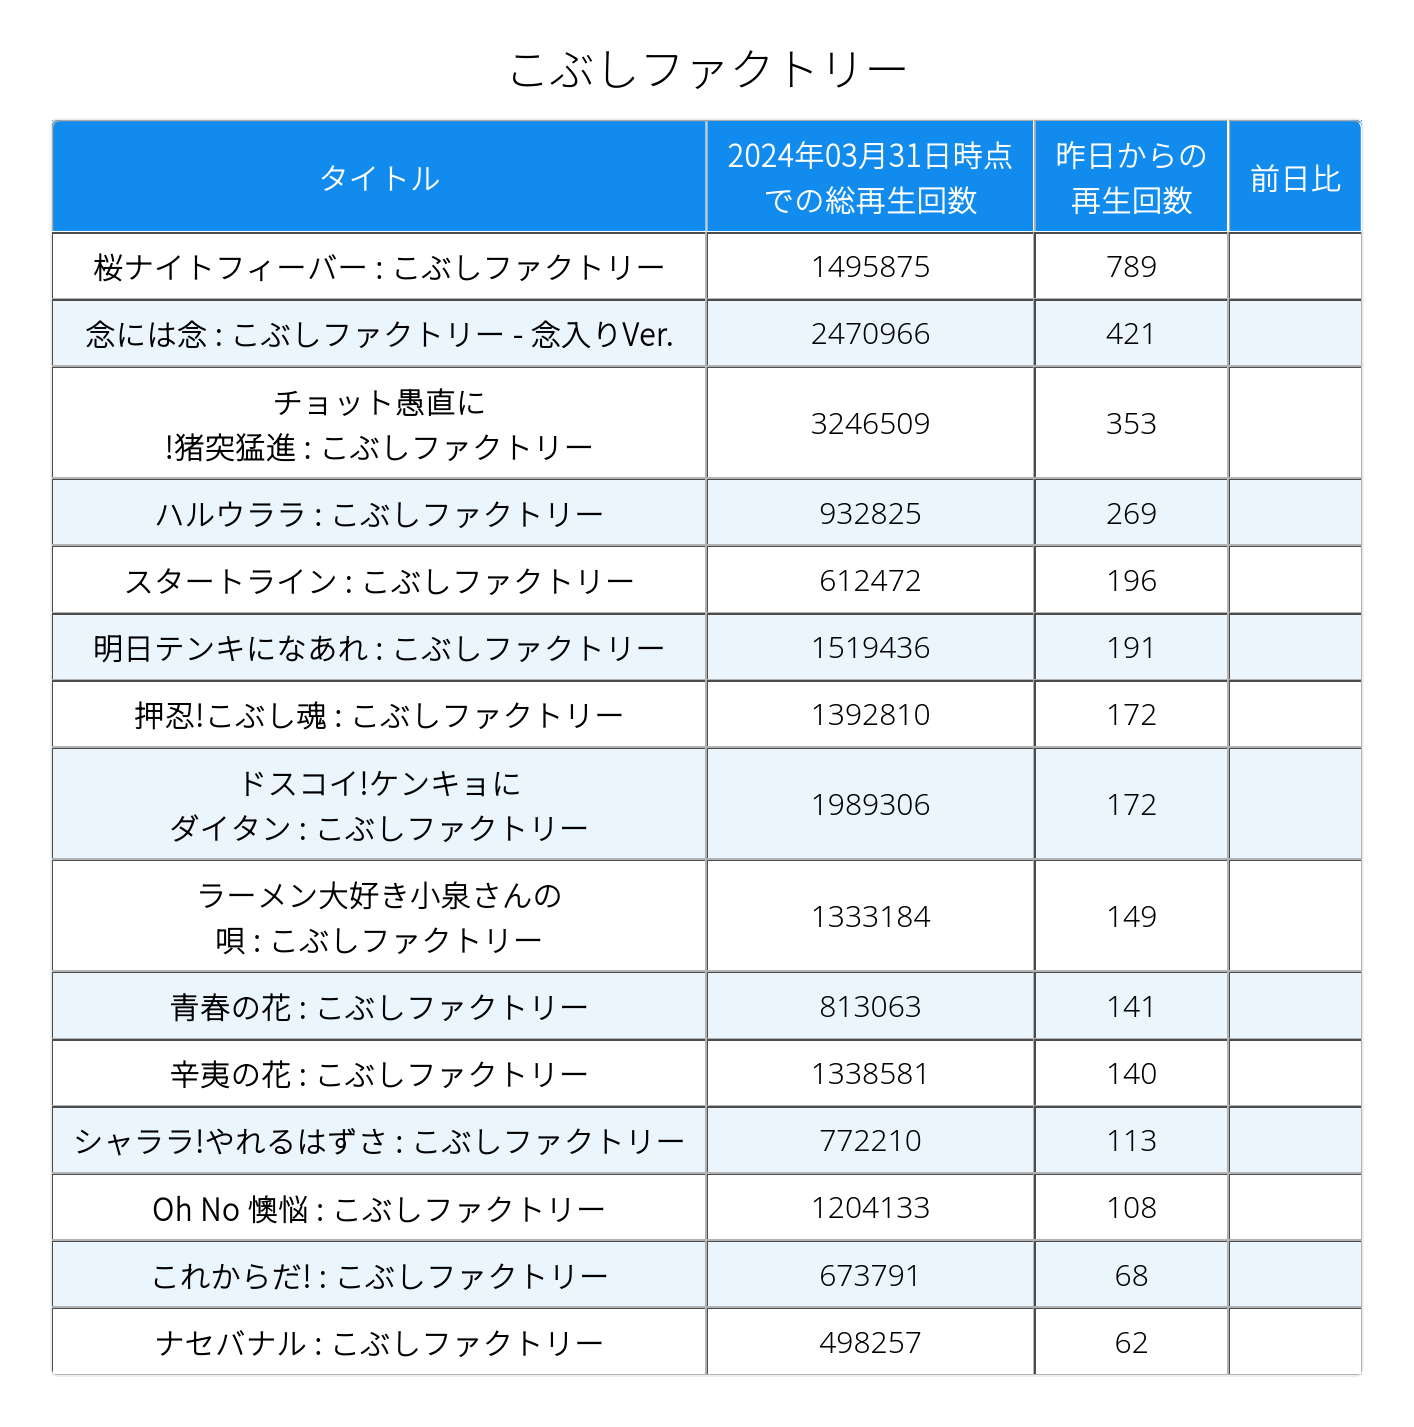 こぶしファクトリー
タイトル
2024年03月31日時点
での総再生回数
昨日からの
再生回数
前日比
桜ナイトフィーバー : こぶしファクトリー 1495875 789
念には念 : こぶしファクトリー - 念入りVer. 2470966 421
チョット愚直に
!猪突猛進 : こぶしファクトリー 3246509 353
ハルウララ : こぶしファクトリー 932825 269
スタートライン : こぶしファクトリー 612472 196
明日テンキになあれ : こぶしファクトリー 1519436 191
押忍!こぶし魂 : こぶしファクトリー 1392810 172
ドスコイ!ケンキョに
ダイタン : こぶしファクトリー 1989306 172
ラーメン大好き小泉さんの
唄 : こぶしファクトリー 1333184 149
青春の花 : こぶしファクトリー 813063 141
辛夷の花 : こぶしファクトリー 1338581 140
シャララ!やれるはずさ : こぶしファクトリー 772210 113
Oh No 懊悩 : こぶしファクトリー 1204133 108
これからだ! : こぶしファクトリー 673791 68
ナセバナル : こぶしファクトリー 498257 62